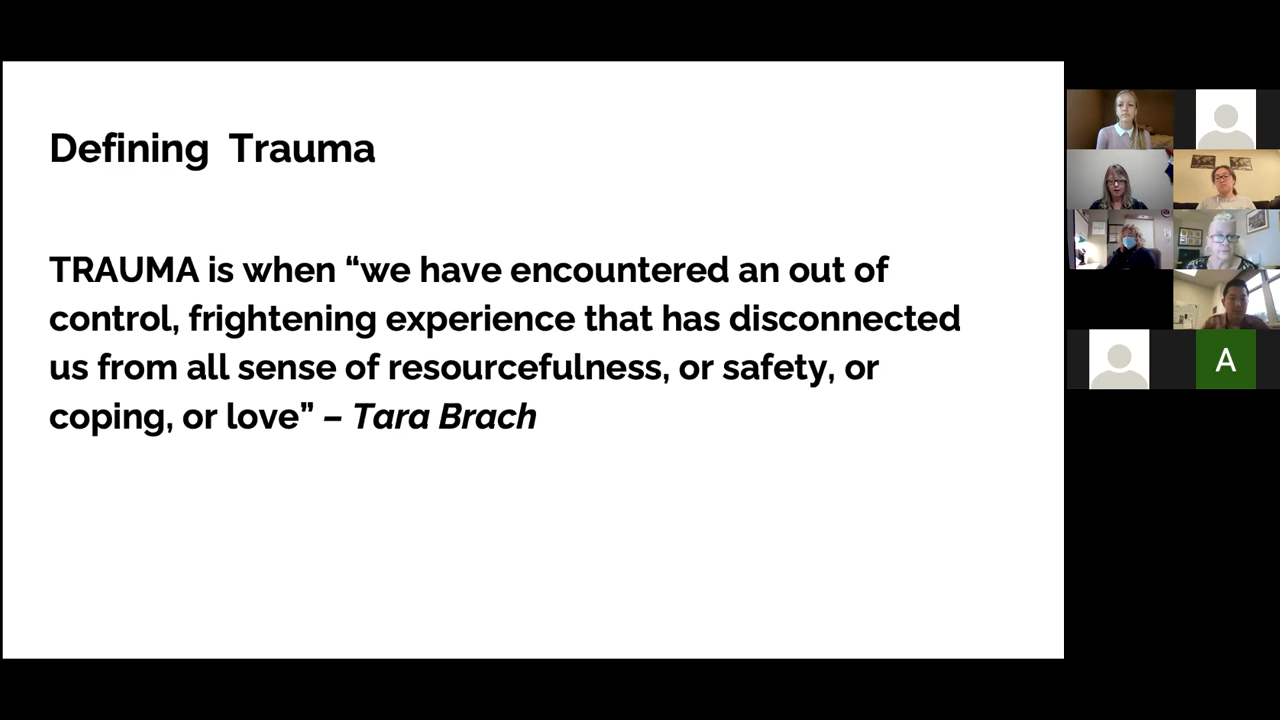 Defining Trauma
TRAUMA is when “we have encountered an out of
control, frightening experience that has disconnected
us from all sense of resourcefulness, or safety, or
coping, or love” – Tara Brach
A